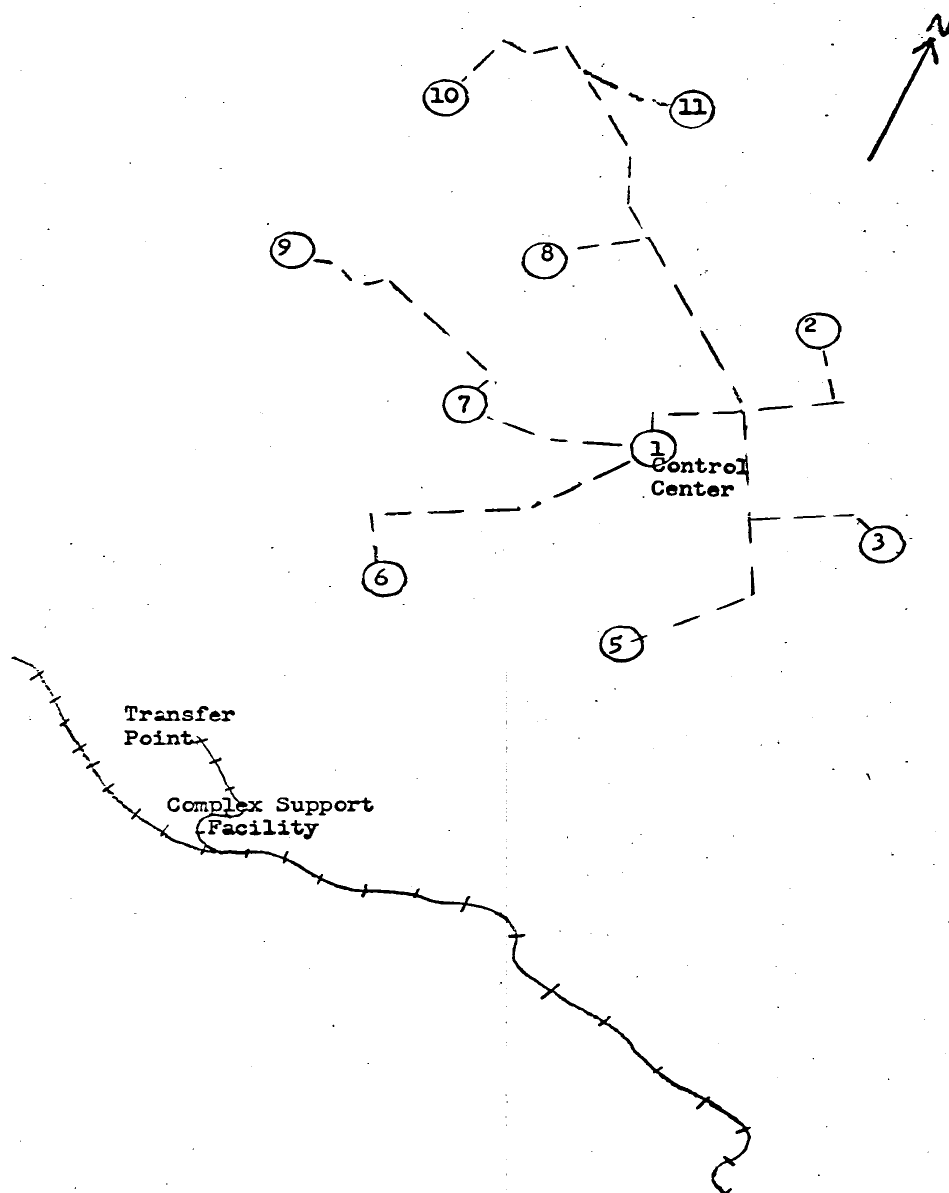 N
10
11
9
8
2
7
1
Control
Center
3
6
5
Transfer
Point
Complex Support
Facility